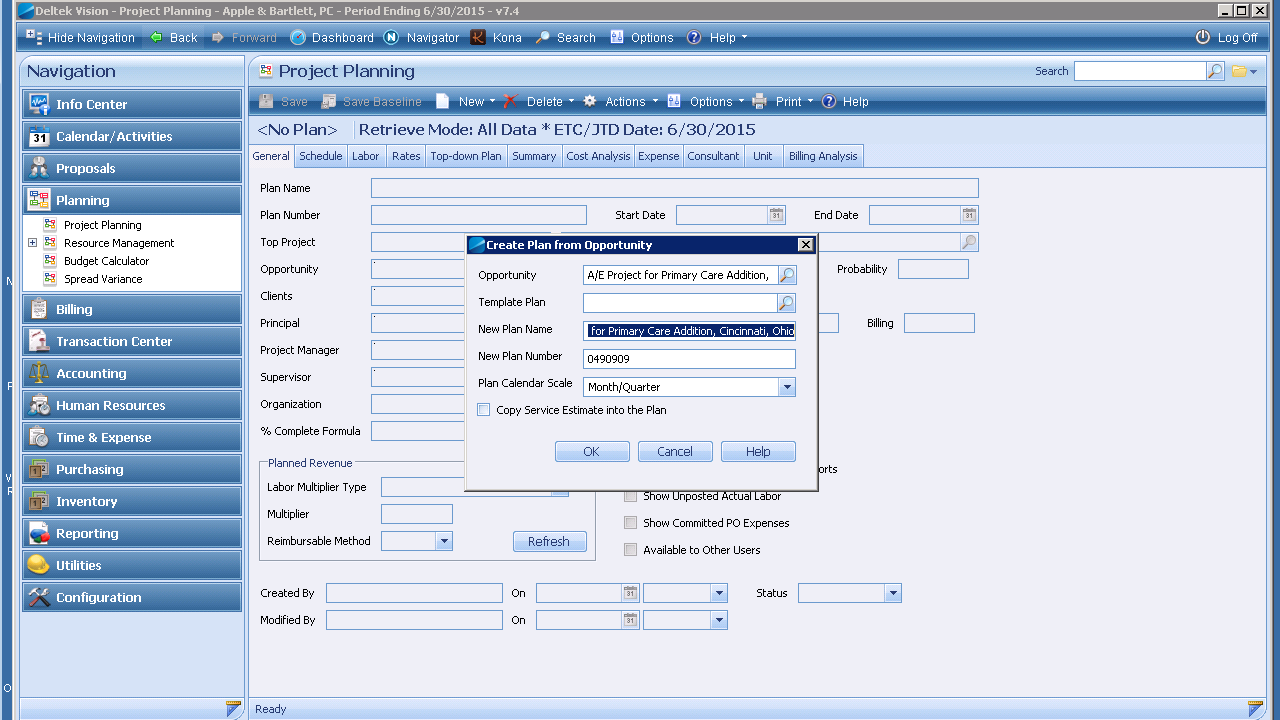 Deltek Vision - Project Planning - Apple & Bartlett, PC - Period Ending 6/30/2015 - v7.4
Hide Navigation Back Forward Dashboard Navigator Kona Search Options Help Log Off
Navigation
Info Center
31 Calendar/Activities
Proposals
Planning
Project Planning
Resource Management
Budget Calculator
Spread Variance
Billing
Transaction Center
Accounting
Human Resources
Time & Expense
Purchasing
Inventory
Reporting
Utilities
Configuration
Project Planning Search
Save Save Baseline New Delete Actions Options Print Help
<No Plan> Retrieve Mode: All Data * ETC/JTD Date: 6/30/2015
General Schedule Labor Rates Top-down Plan Summary Cost Analysis Expense Consultant Unit Billing Analysis
Plan Name
Plan Number Start Date 31 End Date 31
Top Project
Opportunity Probability
Clients
Principal Billing
Project Manager
Supervisor
Organization
% Complete Formula
Create Plan from Opportunity
Opportunity A/E Project for Primary Care Addition,
Template Plan
New Plan Name for Primary Care Addition, Cincinnati, Ohio
New Plan Number 0490909
Plan Calendar Scale Month/Quarter
Copy Service Estimate into the Plan
OK Cancel Help
Planned Revenue
Labor Multiplier Type
Multiplier
Reimbursable Method Refresh
orts
Show Unposted Actual Labor
Show Committed PO Expenses
Available to Other Users
Created By On 31 Status
Modified By On 31
Ready